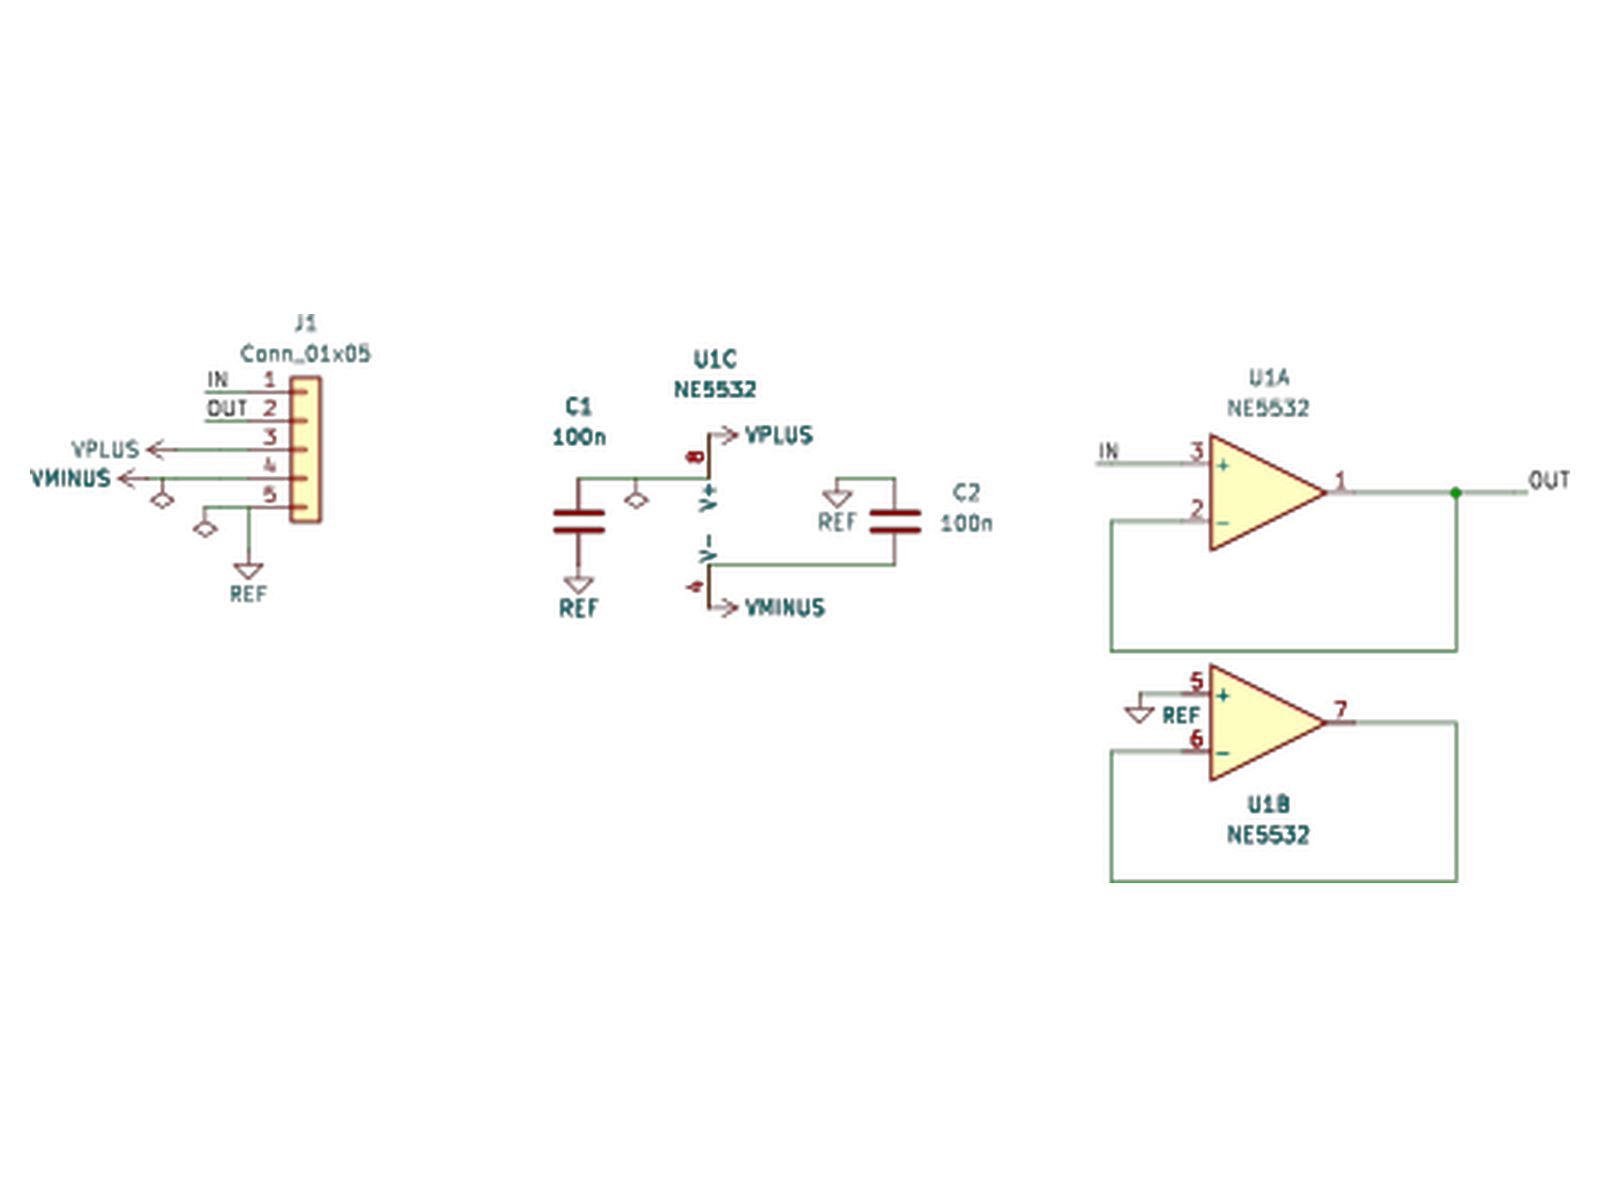 J1
Conn_01x05
IN 1
OUT 2
VPLUS 3
VMINUS 4
5
REF
C1
100n
REF
U1C
NE5532
VPLUS
8
V+
V-
4
VMINUS
REF
C2
100n
U1A
NE5532
IN 3
+
1
OUT
2
-
5
+
REF
7
6
-
U1B
NE5532